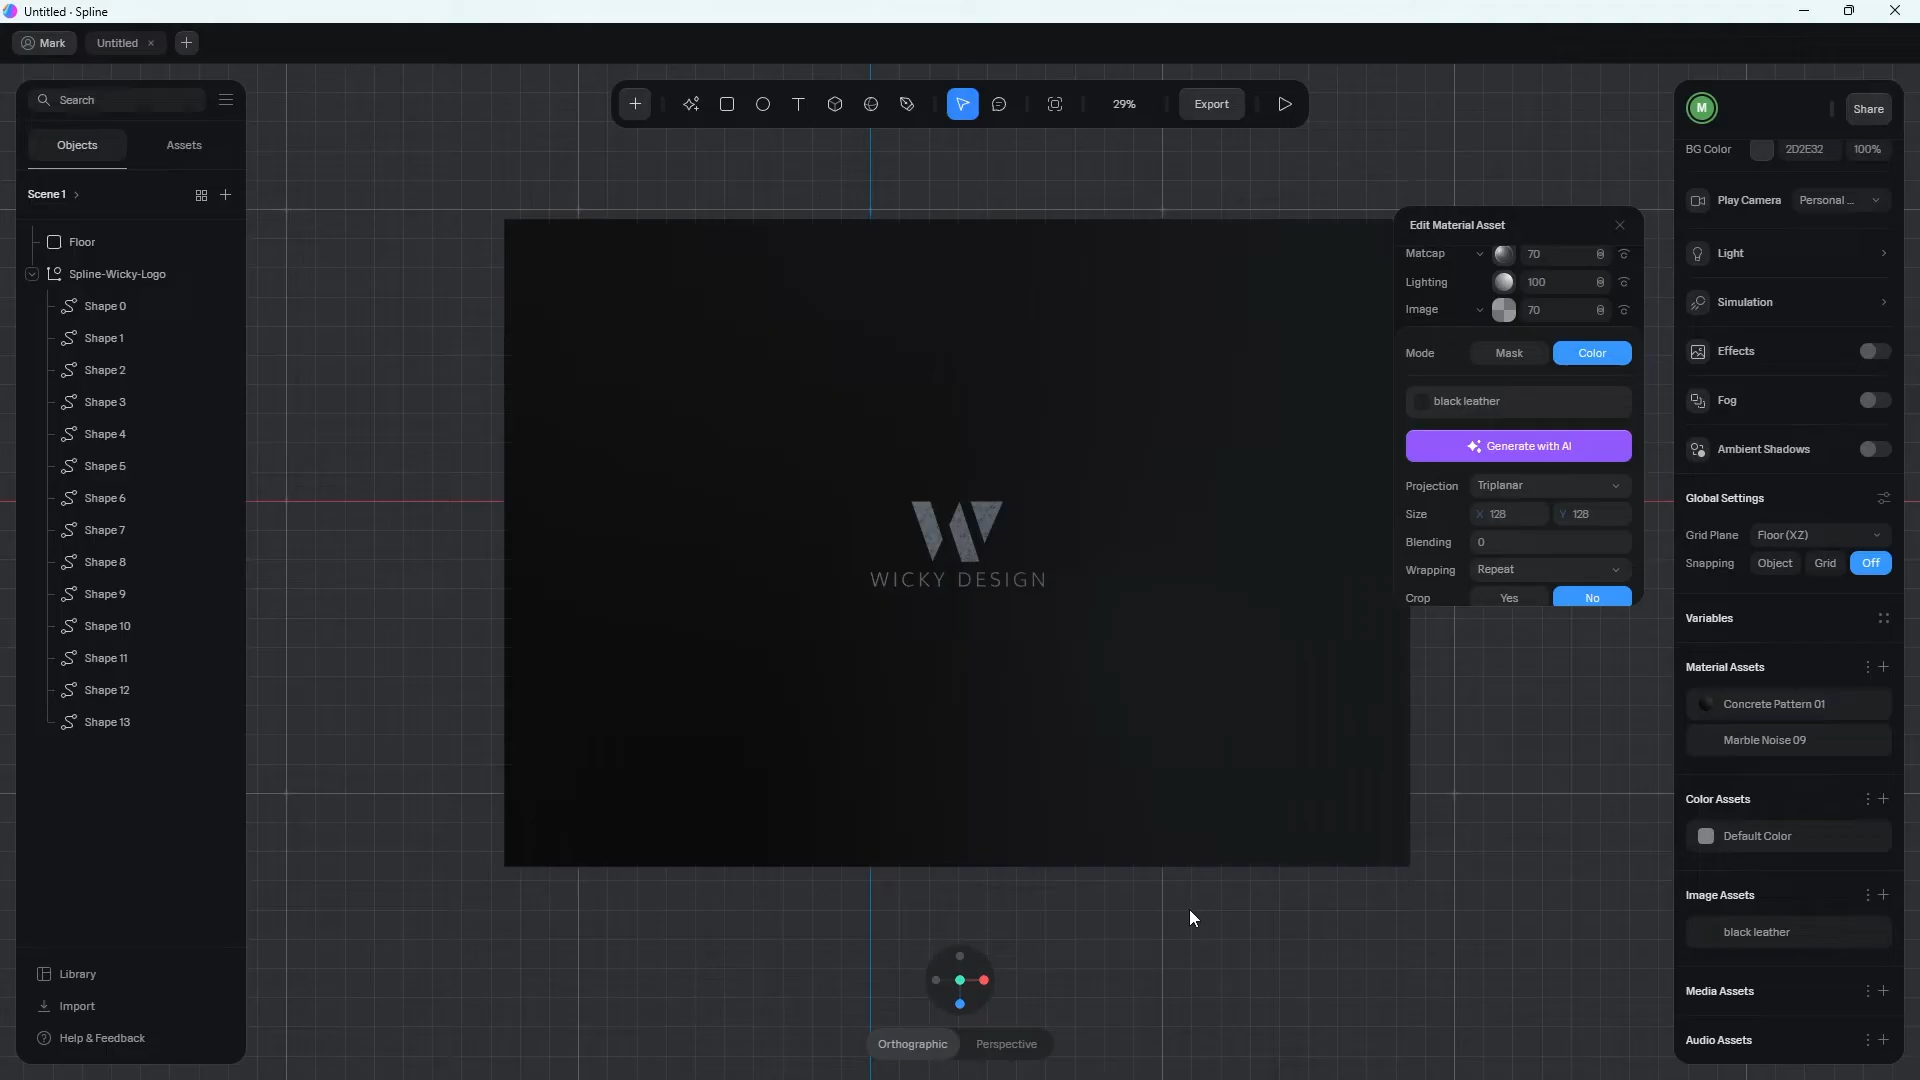 Untitled - Spline
Mark
Untitled
Search
29%
Export
M
Share
Objects
Assets
BG Color
2D2E32
100%
Scene 1
Play Camera
Personal ...
Floor
Spline-Wicky-Logo
Shape 0
Shape 1
Shape 2
Shape 3
Shape 4
Shape 5
Shape 6
Shape 7
Shape 8
Shape 9
Shape 10
Shape 11
Shape 12
Shape 13
Library
Import
Help & Feedback
WICKY DESIGN
Orthographic
Perspective
Edit Material Asset
Matcap
70
Lighting
100
Image
70
Mode
Mask
Color
black leather
Generate with AI
Projection
Triplanar
Size
X 128
Y 128
Blending
0
Wrapping
Repeat
Crop
Yes
No
Light
Simulation
Effects
Fog
Ambient Shadows
Global Settings
Grid Plane
Floor (XZ)
Snapping
Object
Grid
Off
Variables
Material Assets
Concrete Pattern 01
Marble Noise 09
Color Assets
Default Color
Image Assets
black leather
Media Assets
Audio Assets